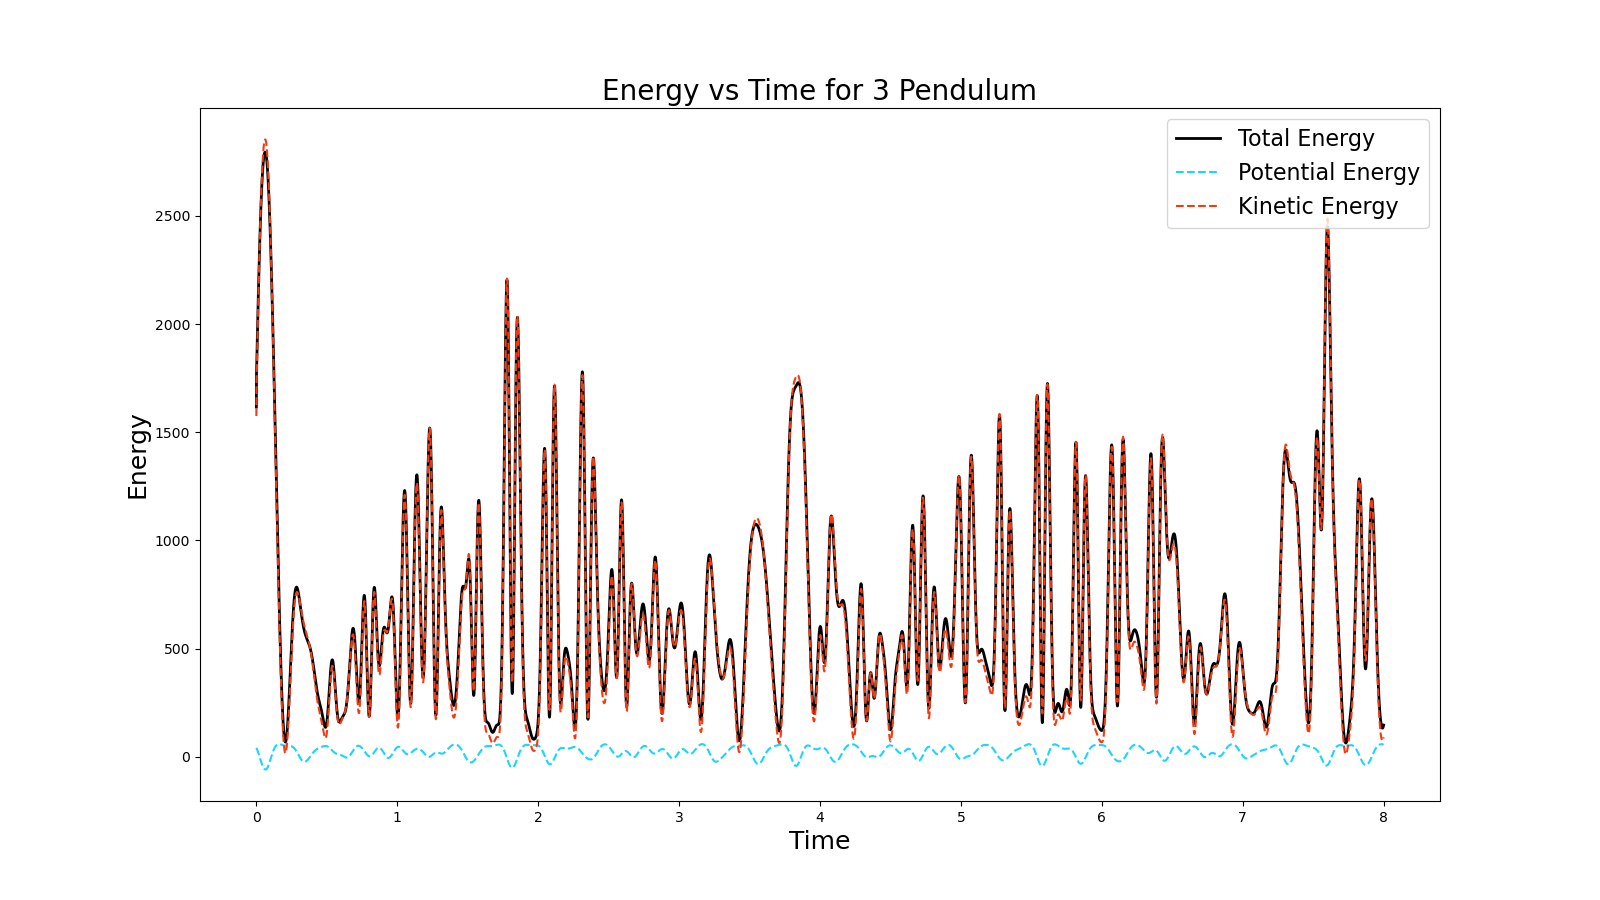 Energy vs Time for 3 Pendulum
Total Energy
Potential Energy
Kinetic Energy
Energy
2500
2000
1500
1000
500
0
0 1 2 3 4 5 6 7 8
Time